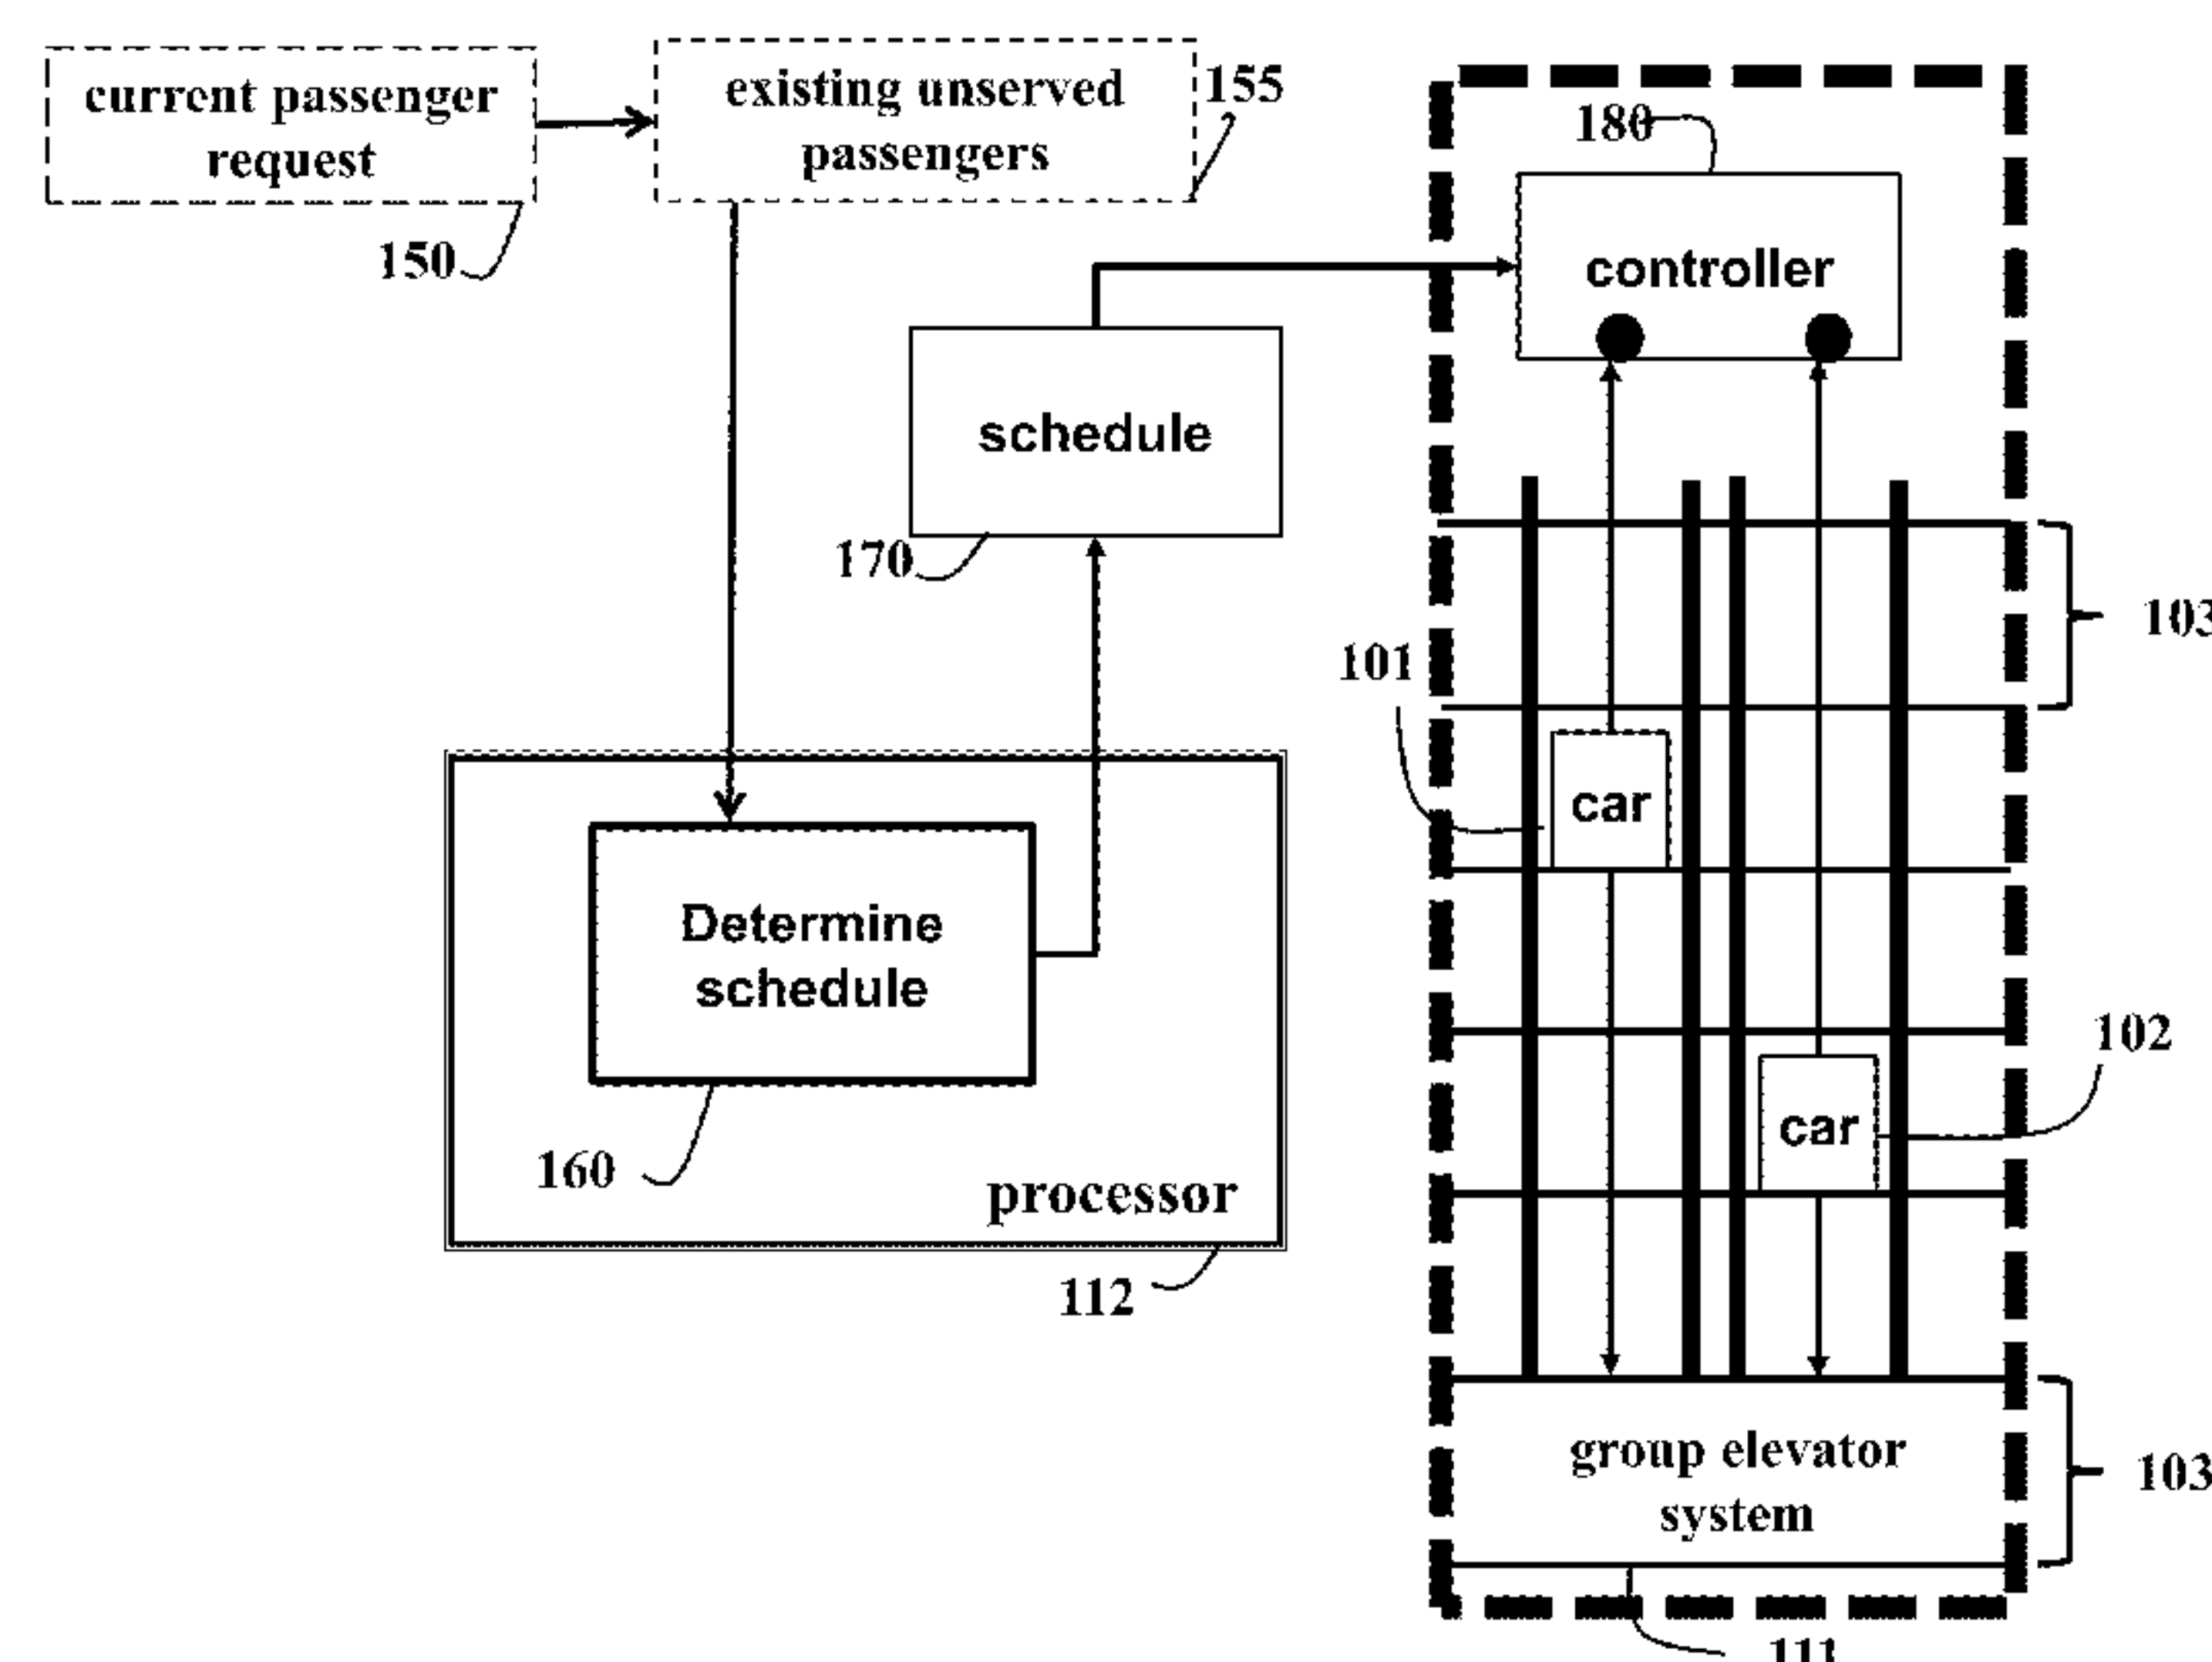 current passenger
request
150
existing unserved
passengers
155
180
controller
schedule
170
103
101
car
Determine
schedule
160
processor
112
102
car
group elevator
system
103
111